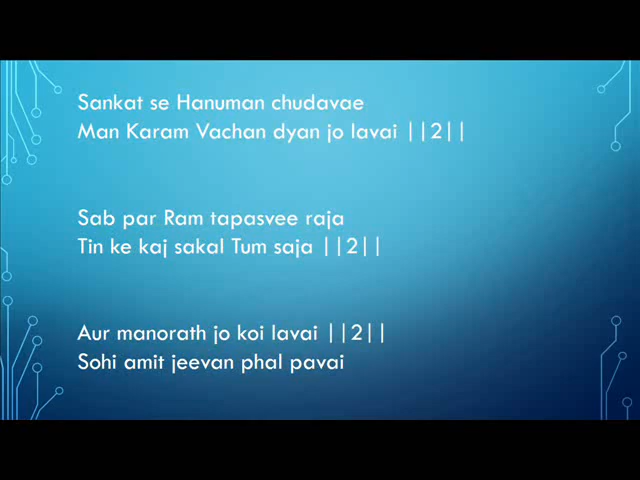 Sankat se Hanuman chudavae
Man Karam Vachan dyan jo lavai ||2||
Sab par Ram tapasvee raja
Tin ke kaj sakal Tum saja ||2||
Aur manorath jo koi lavai ||2||
Sohi amit jeevan phal pavai